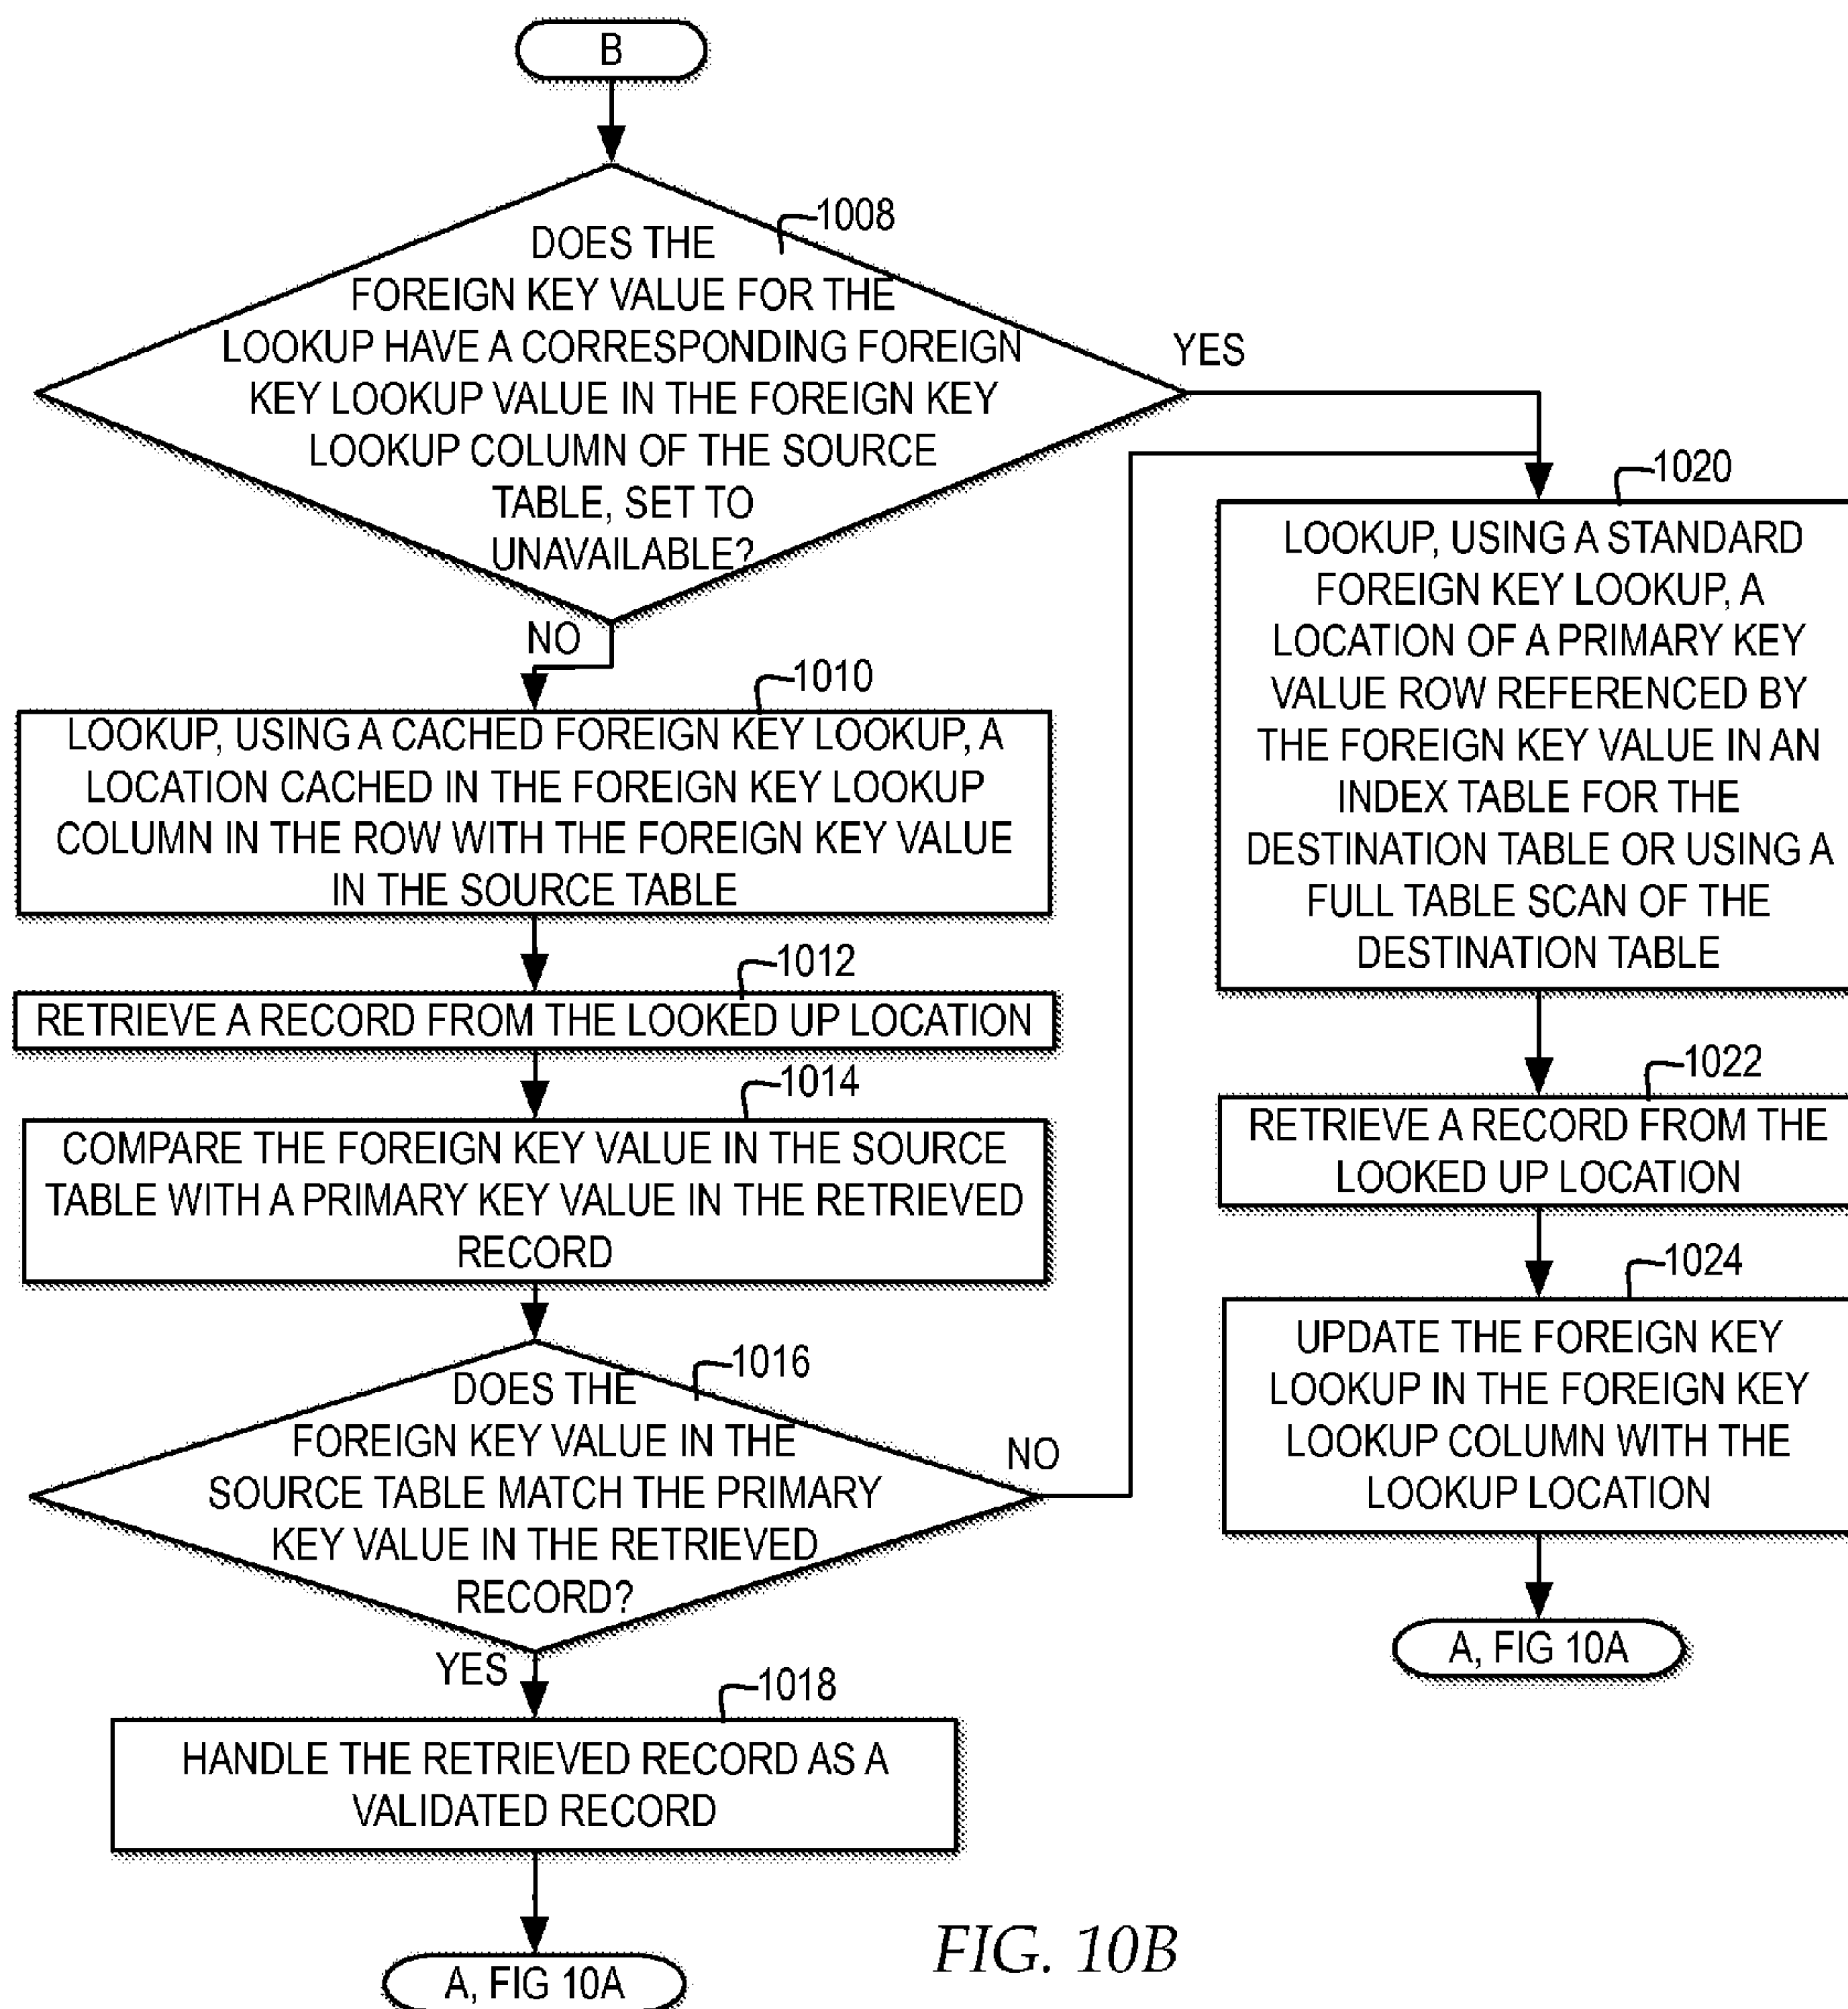 B
1008
DOES THE
FOREIGN KEY VALUE FOR THE
LOOKUP HAVE A CORRESPONDING FOREIGN
KEY LOOKUP VALUE IN THE FOREIGN KEY
LOOKUP COLUMN OF THE SOURCE
TABLE, SET TO
UNAVAILABLE?
YES
NO
1010
LOOKUP, USING A CACHED FOREIGN KEY LOOKUP, A
LOCATION CACHED IN THE FOREIGN KEY LOOKUP
COLUMN IN THE ROW WITH THE FOREIGN KEY VALUE
IN THE SOURCE TABLE
1012
RETRIEVE A RECORD FROM THE LOOKED UP LOCATION
1014
COMPARE THE FOREIGN KEY VALUE IN THE SOURCE
TABLE WITH A PRIMARY KEY VALUE IN THE RETRIEVED
RECORD
1016
DOES THE
FOREIGN KEY VALUE IN THE
SOURCE TABLE MATCH THE PRIMARY
KEY VALUE IN THE RETRIEVED
RECORD?
NO
YES
1018
HANDLE THE RETRIEVED RECORD AS A
VALIDATED RECORD
A, FIG 10A
1020
LOOKUP, USING A STANDARD
FOREIGN KEY LOOKUP, A
LOCATION OF A PRIMARY KEY
VALUE ROW REFERENCED BY
THE FOREIGN KEY VALUE IN AN
INDEX TABLE FOR THE
DESTINATION TABLE OR USING A
FULL TABLE SCAN OF THE
DESTINATION TABLE
1022
RETRIEVE A RECORD FROM THE
LOOKED UP LOCATION
1024
UPDATE THE FOREIGN KEY
LOOKUP IN THE FOREIGN KEY
LOOKUP COLUMN WITH THE
LOOKUP LOCATION
A, FIG 10A
FIG. 10B